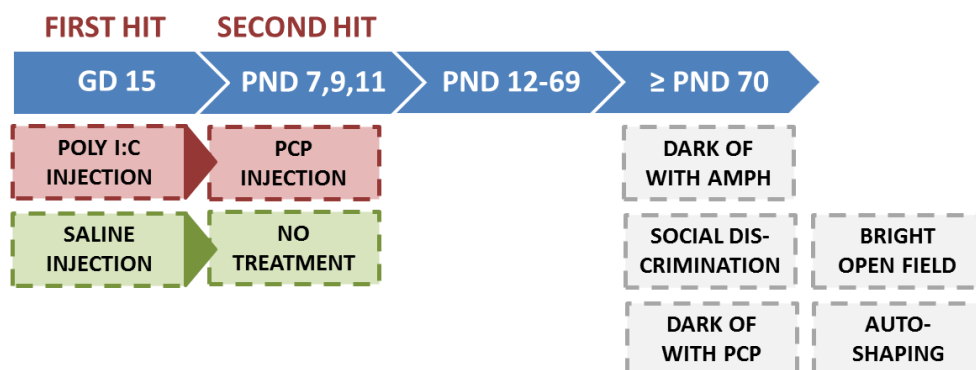 FIRST HIT
SECOND HIT
GD 15
PND 7,9,11
PND 12-69
≥ PND 70
POLY I:C
INJECTION
PCP
INJECTION
DARK OF
WITH AMPH
SALINE
INJECTION
NO
TREATMENT
SOCIAL DIS-
CRIMINATION
BRIGHT
OPEN FIELD
DARK OF
WITH PCP
AUTO-
SHAPING